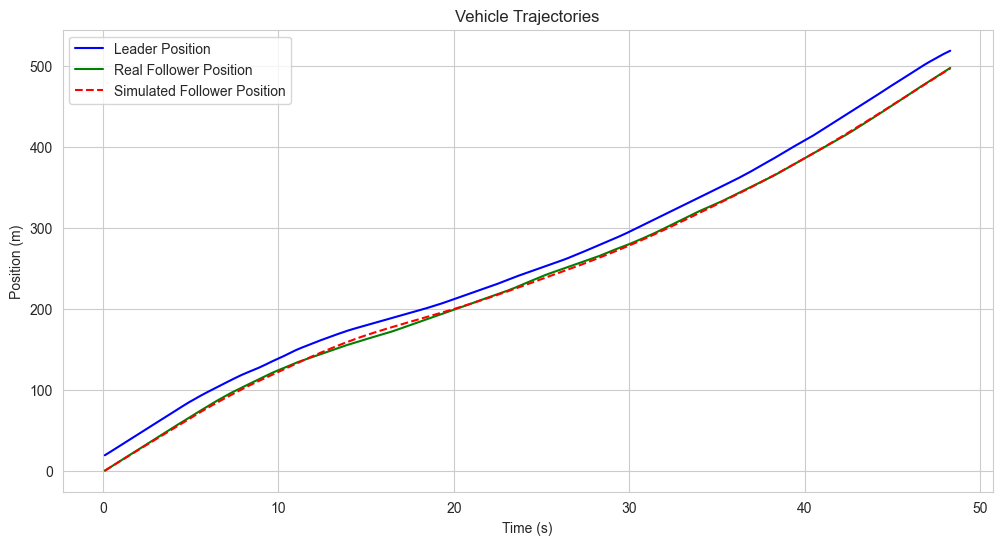 Vehicle Trajectories
Leader Position
Real Follower Position
Simulated Follower Position
500
400
300
200
100
0
Position (m)
0 10 20 30 40 50
Time (s)